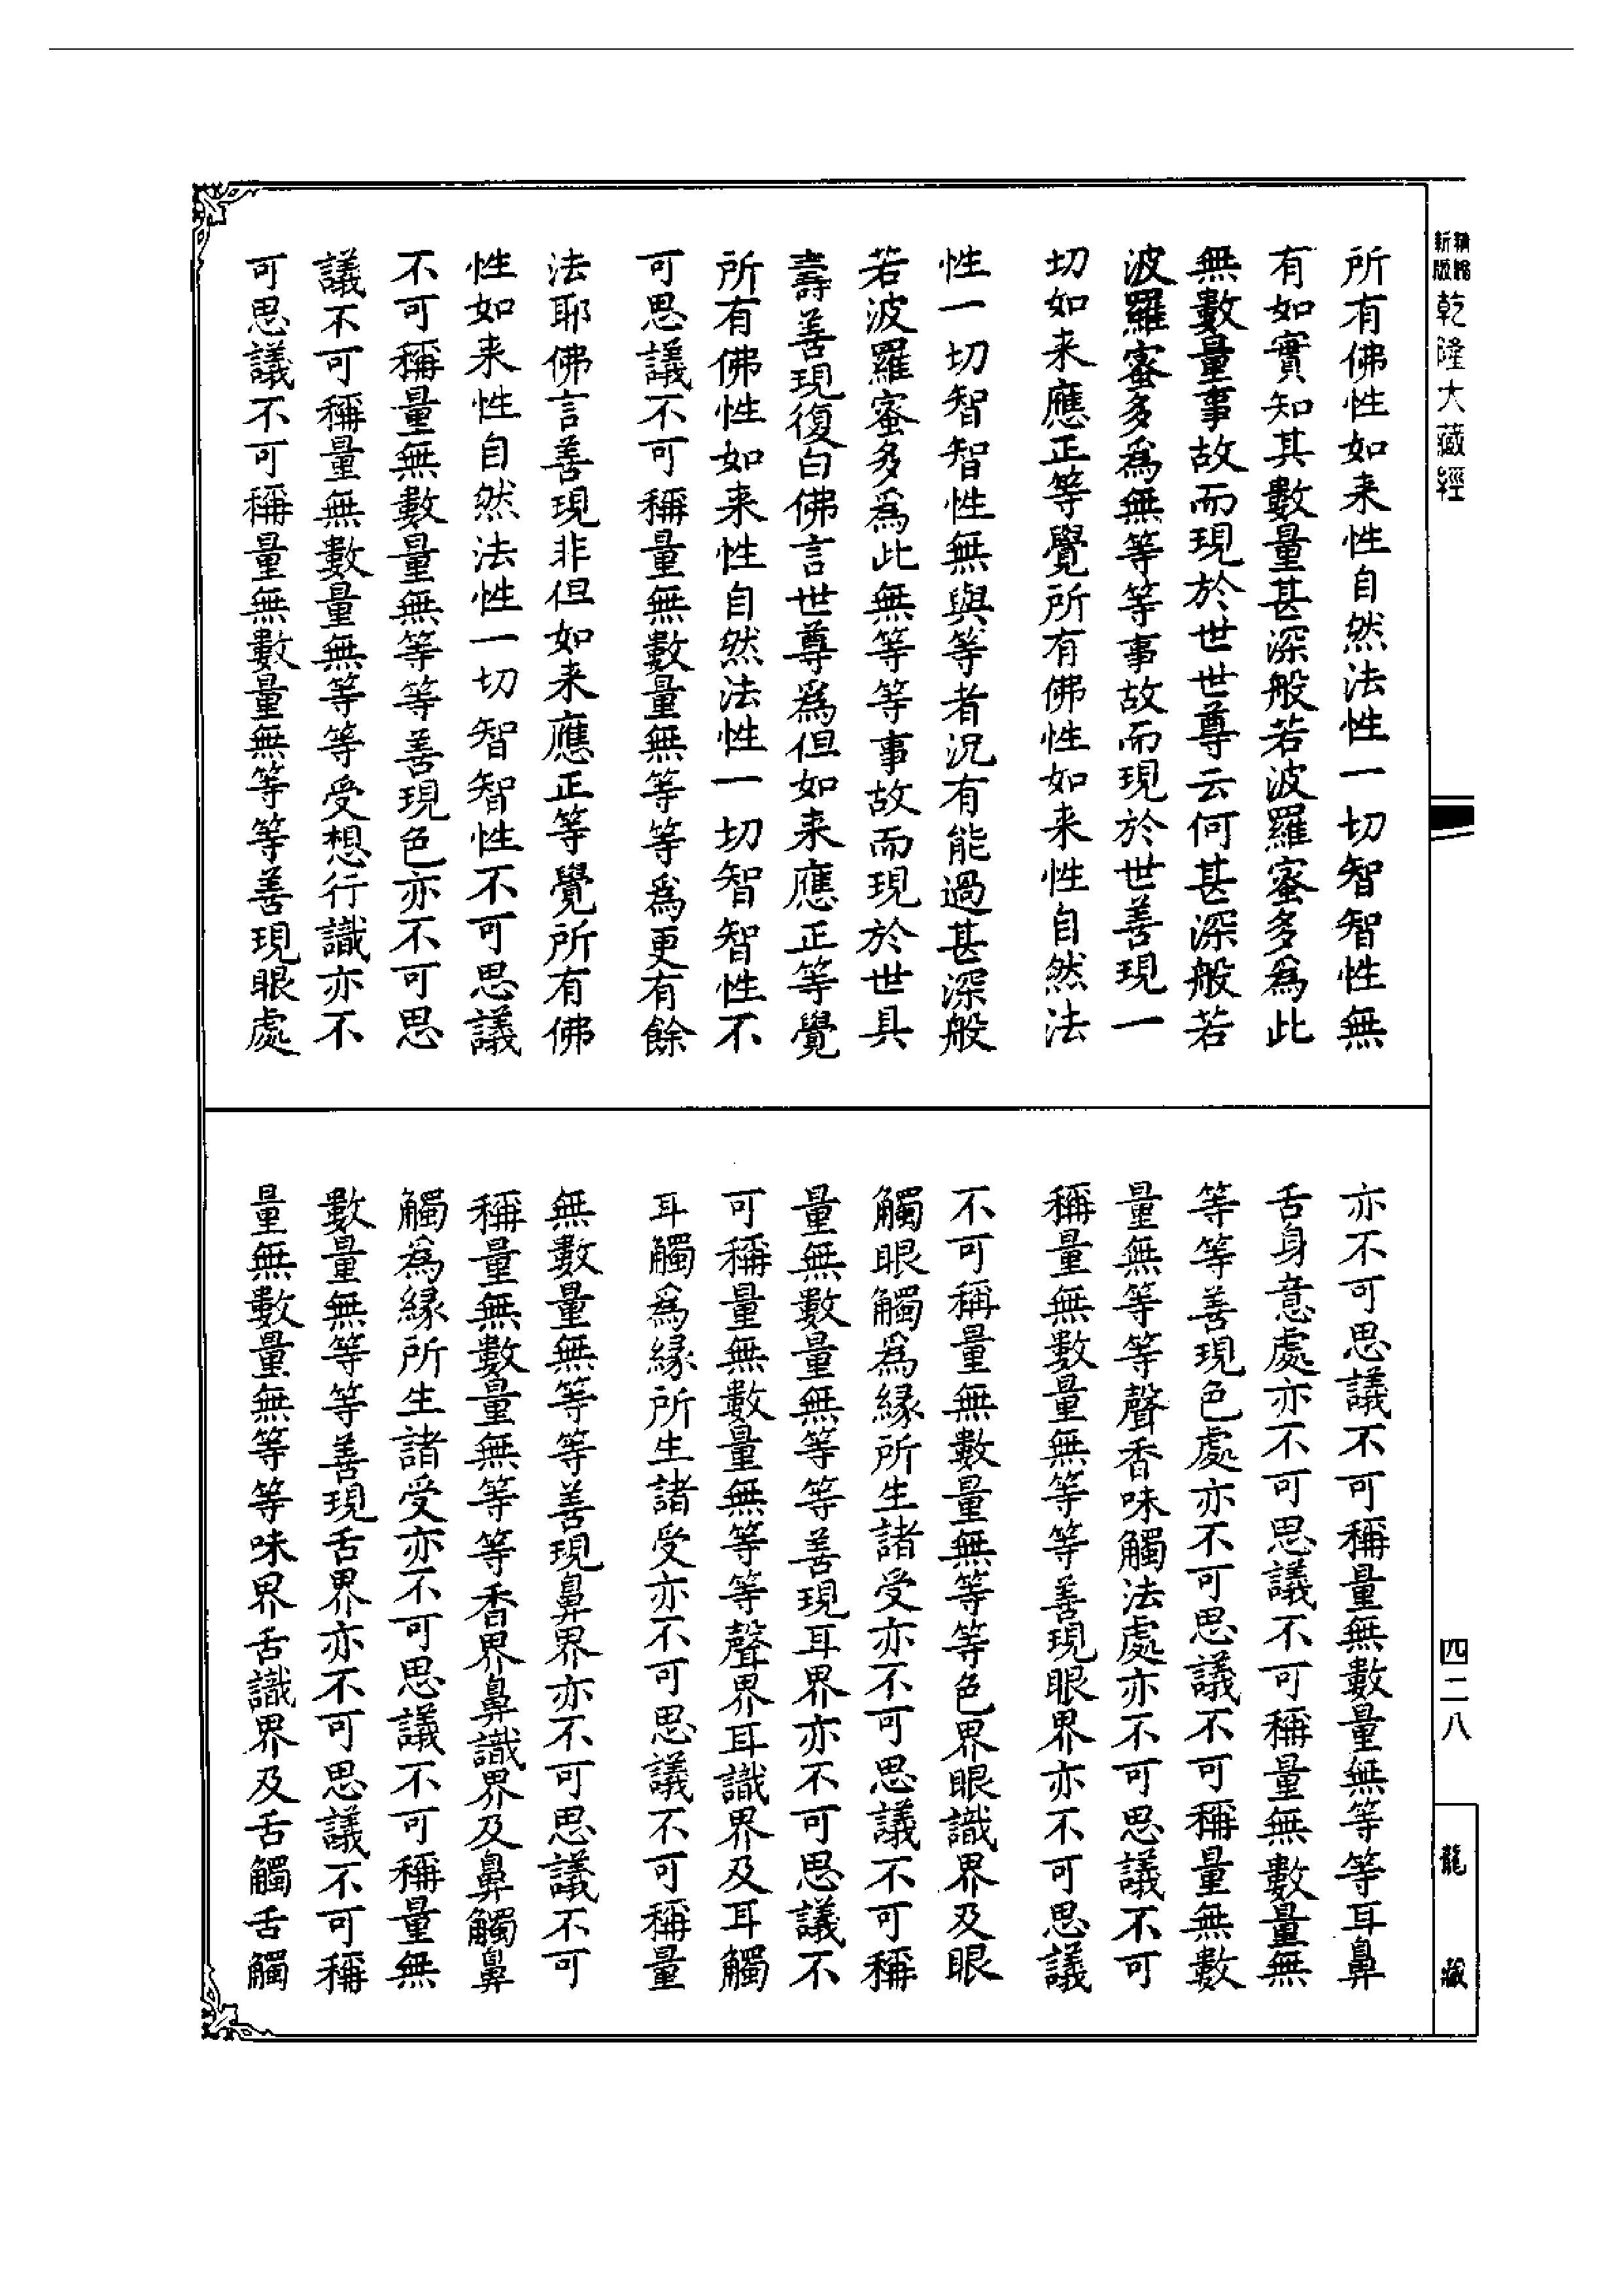 新版
乾隆大藏經
所有佛性如来性自然法性一切智智性無
有如實知其數量甚深般若波羅蜜多為此
無數量事故而現於世世尊云何甚深般若
波羅蜜多爲無等等事故而現於世善現一
切如来應正等覺所有佛性如来性自然法
性一切智智性無與等者況有能過甚深般
若波羅蜜多爲此無等等事故而現於世具
壽善現復白佛言世尊爲但如来應正等覺
所有佛性如来性自然法性一切智智性不
可思議不可稱量無數量無等等爲更有餘
法耶佛言善現非但如来應正等覺所有佛
性如来性自然法性一切智智性不可思議
不可稱量無數量無等等善現色亦不可思
議不可稱量無數量無等等受想行識亦不
可思議不可稱量無數量無等等善現眼處
亦不可思議不可稱量無數量無等等耳鼻
舌身意處亦不可思議不可稱量無數量無
等等善現色處亦不可思議不可稱量無數
量無等等聲香味觸法處亦不可思議不可
稱量無數量無等等善現眼界亦不可思議
不可稱量無數量無等等色界眼識界及眼
觸眼觸爲緣所生諸受亦不可思議不可稱
量無數量無等等善現耳界亦不可思議不
可稱量無數量無等等聲界耳識界及耳觸
耳觸爲緣所生諸受亦不可思議不可稱量
無數量無等等善現鼻界亦不可思議不可
稱量無數量無等等香界鼻識界及鼻觸鼻
觸爲緣所生諸受亦不可思議不可稱量無
數量無等等善現舌界亦不可思議不可稱
量無數量無等等味界舌識界及舌觸舌觸
四二八
龍藏